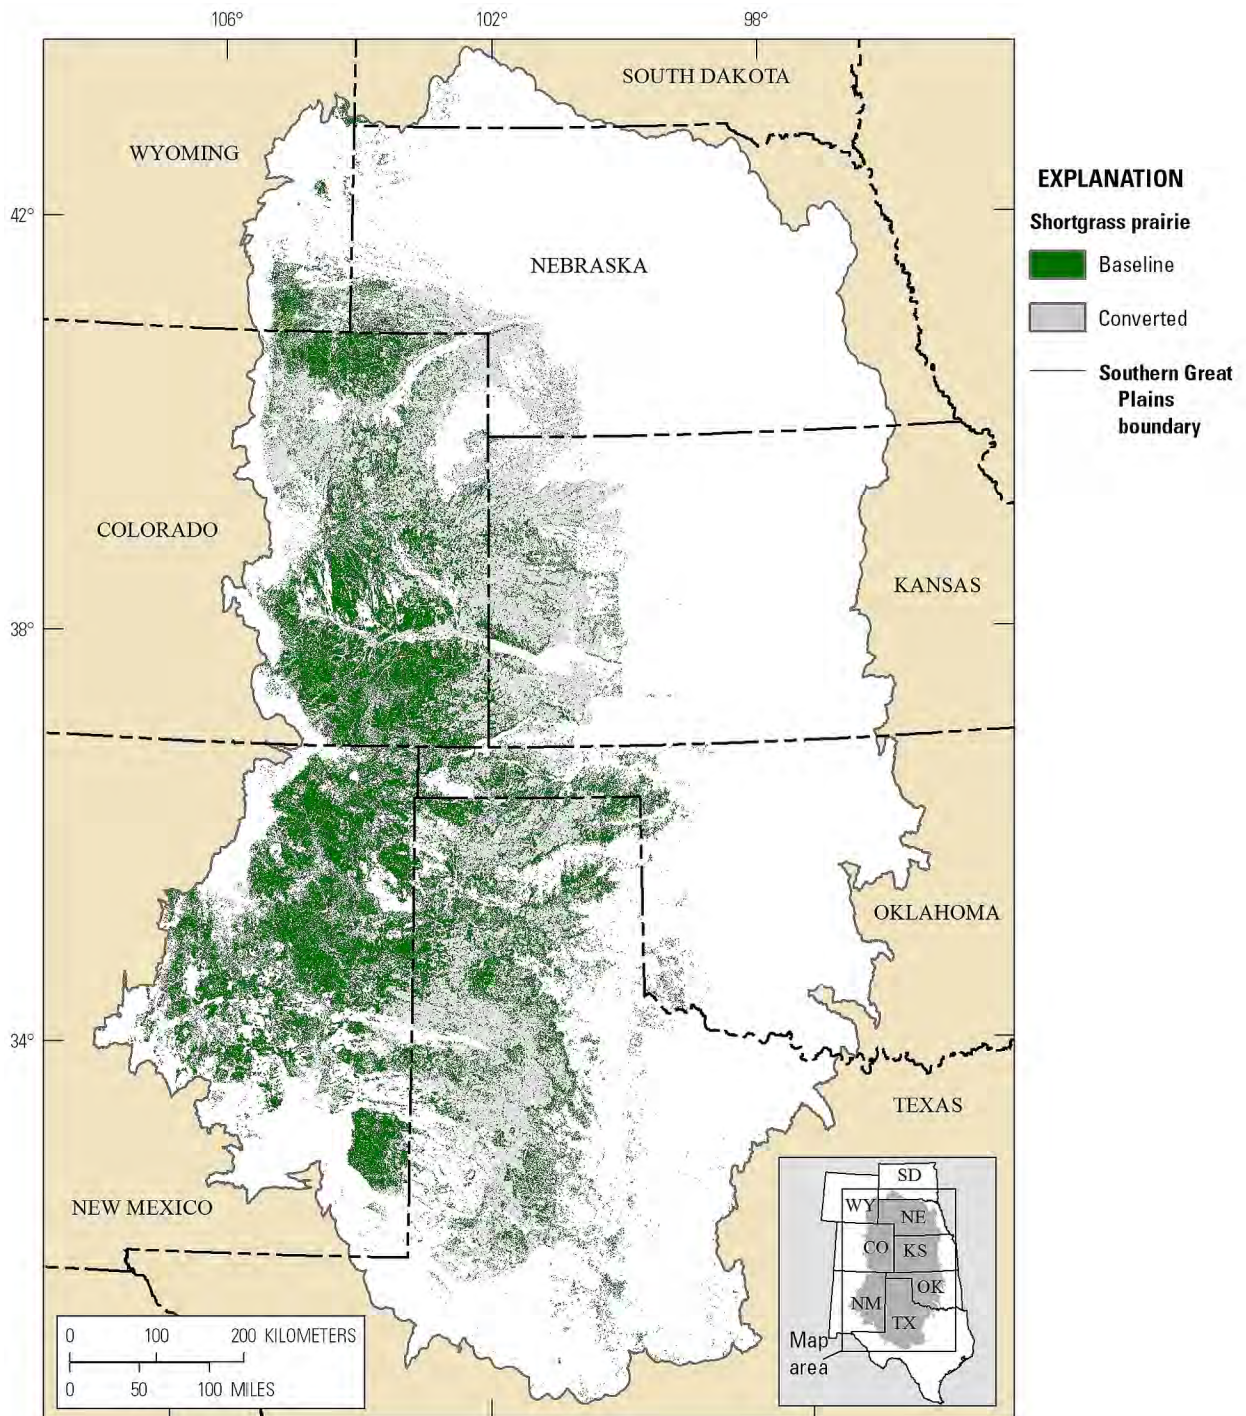 106°
102°
98°
SOUTH DAKOTA
WYOMING
42°
NEBRASKA
COLORADO
KANSAS
38°
OKLAHOMA
34°
TEXAS
NEW MEXICO
EXPLANATION
Shortgrass prairie
Baseline
Converted
Southern Great
Plains
boundary
0 100 200 KILOMETERS
0 50 100 MILES
SD
WY
NE
CO
KS
OK
NM
TX
Map
area